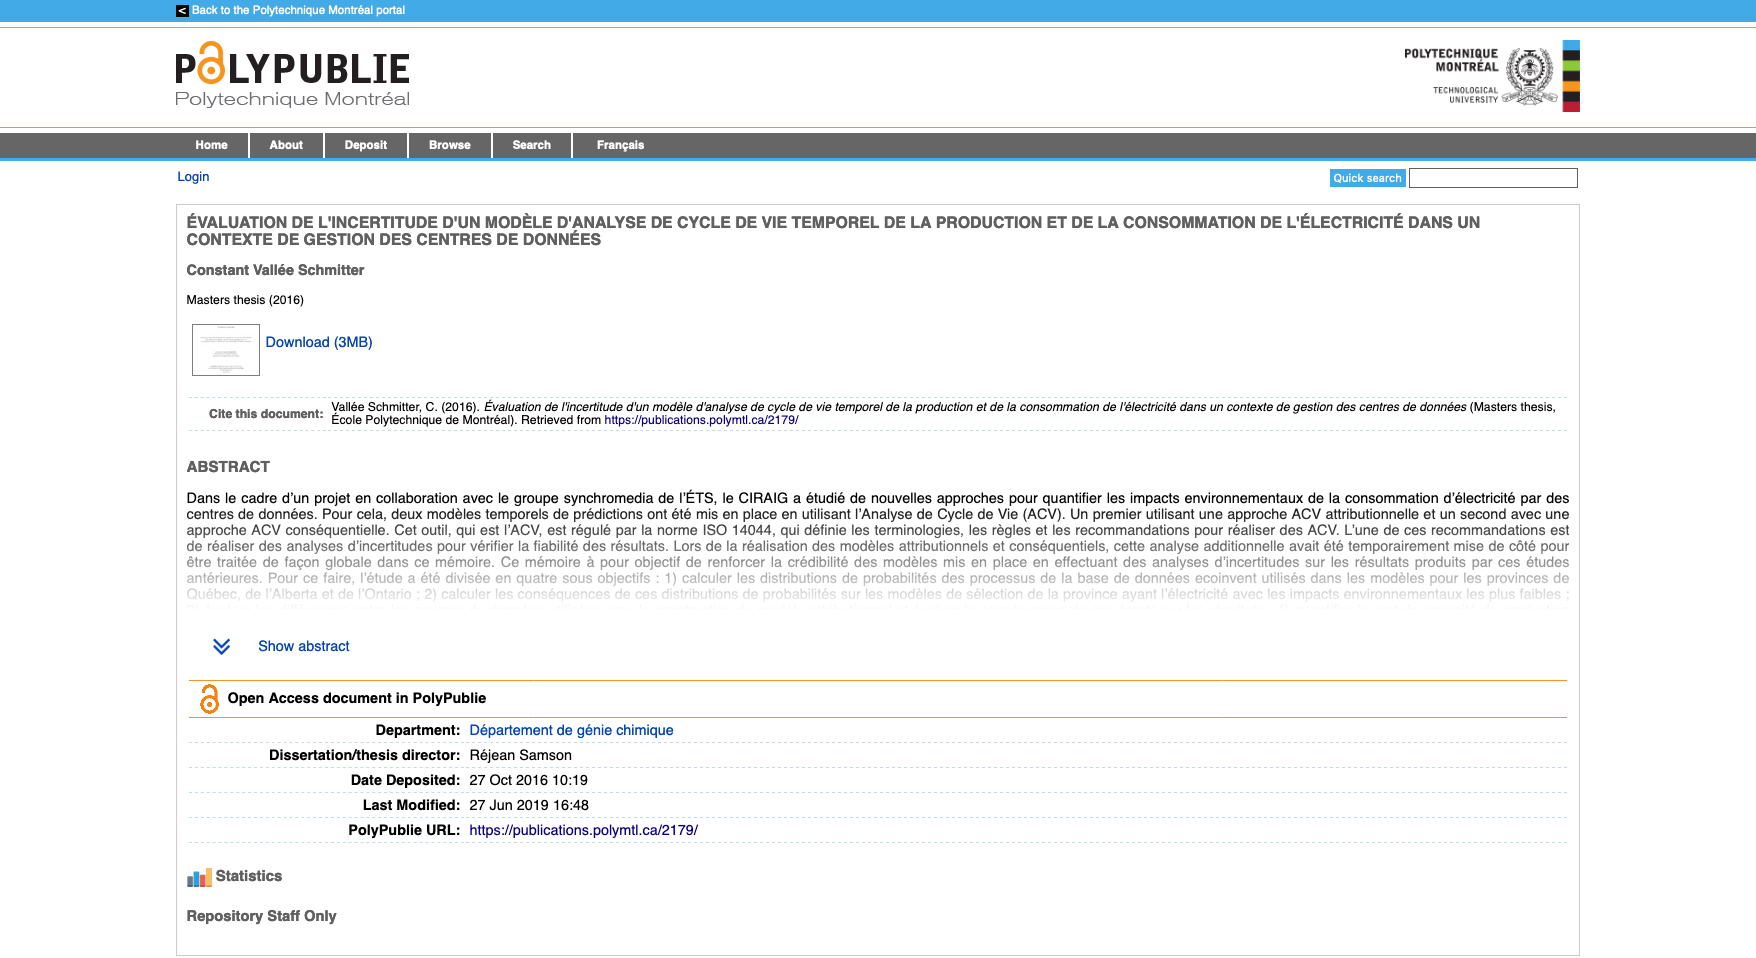 < Back to the Polytechnique Montréal portal
POLYPUBLIE
Polytechnique Montréal
POLYTECHNIQUE
MONTRÉAL
TECHNOLOGICAL
UNIVERSITY
Home About Deposit Browse Search Français
Login
Quick search
ÉVALUATION DE L'INCERTITUDE D'UN MODÈLE D'ANALYSE DE CYCLE DE VIE TEMPOREL DE LA PRODUCTION ET DE LA CONSOMMATION DE L'ÉLECTRICITÉ DANS UN
CONTEXTE DE GESTION DES CENTRES DE DONNÉES
Constant Vallée Schmitter
Masters thesis (2016)
Download (3MB)
Cite this document: Vallée Schmitter, C. (2016). Évaluation de l'incertitude d'un modèle d'analyse de cycle de vie temporel de la production et de la consommation de l'électricité dans un contexte de gestion des centres de données (Masters thesis,
École Polytechnique de Montréal). Retrieved from https://publications.polymtl.ca/2179/
ABSTRACT
Dans le cadre d’un projet en collaboration avec le groupe synchromedia de l’ÉTS, le CIRAIG a étudié de nouvelles approches pour quantifier les impacts environnementaux de la consommation d’électricité par des
centres de données. Pour cela, deux modèles temporels de prédictions ont été mis en place en utilisant l’Analyse de Cycle de Vie (ACV). Un premier utilisant une approche ACV attributionnelle et un second avec une
approche ACV conséquentielle. Cet outil, qui est l’ACV, est régulé par la norme ISO 14044, qui définie les terminologies, les règles et les recommandations pour réaliser des ACV. L’une de ces recommandations est
de réaliser des analyses d’incertitudes pour vérifier la fiabilité des résultats. Lors de la réalisation des modèles attributionnels et conséquentiels, cette analyse additionnelle avait été temporairement mise de côté pour
être traitée de façon globale dans ce mémoire. Ce mémoire à pour objectif de renforcer la crédibilité des modèles mis en place en effectuant des analyses d’incertitudes sur les résultats produits par ces études
antérieures. Pour ce faire, l’étude a été divisée en quatre sous objectifs : 1) calculer les distributions de probabilités des processus de la base de données ecoinvent utilisés dans les modèles pour les provinces de
Québec, de l’Alberta et de l’Ontario ; 2) calculer les conséquences de ces distributions de probabilités sur les modèles de sélection de la province ayant l’électricité avec les impacts environnementaux les plus faibles ;
Show abstract
Open Access document in PolyPublie
Department: Département de génie chimique
Dissertation/thesis director: Réjean Samson
Date Deposited: 27 Oct 2016 10:19
Last Modified: 27 Jun 2019 16:48
PolyPublie URL: https://publications.polymtl.ca/2179/
Statistics
Repository Staff Only